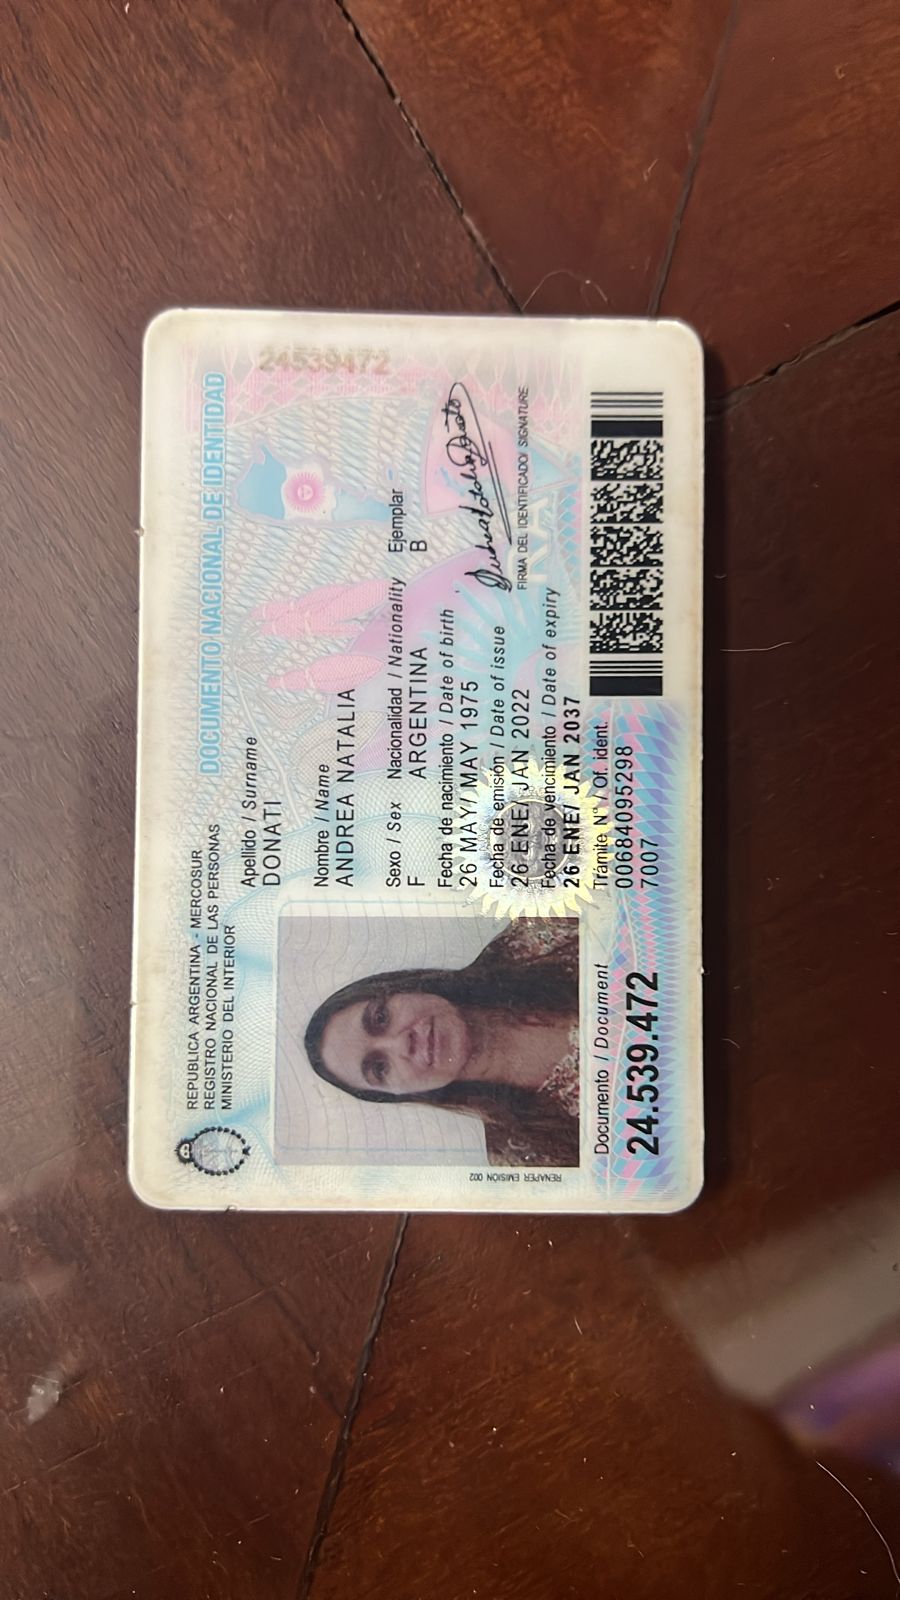 REPUBLICA ARGENTINA - MERCOSUR
REGISTRO NACIONAL DE LAS PERSONAS
MINISTERIO DEL INTERIOR
DOCUMENTO NACIONAL DE IDENTIDAD
24539472
Apellido / Surname
DONATI
Nombre / Name
ANDREA NATALIA
Sexo / Sex Nacionalidad / Nationality Ejemplar
F ARGENTINA B
Fecha de nacimiento / Date of birth
26 MAY/ MAY 1975
Fecha de emisión / Date of issue
26 ENE/ JAN 2022
Fecha de vencimiento / Date of expiry
26 ENE/ JAN 2037
FIRMA DEL IDENTIFICADO/ SIGNATURE
Trámite Nº / Of. ident.
00684095298
7007
Documento / Document
24.539.472
RENAPER EMISIÓN 002